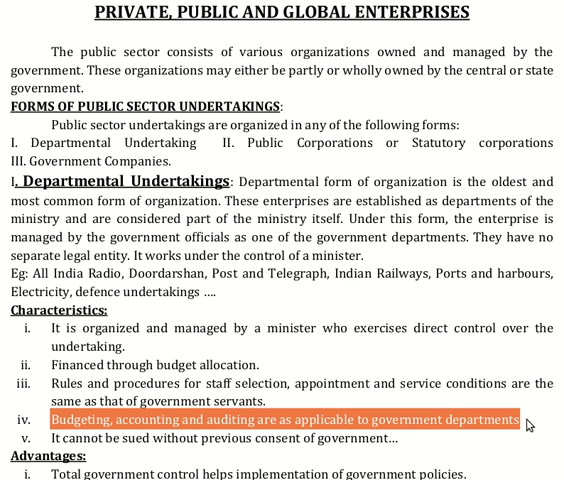 PRIVATE, PUBLIC AND GLOBAL ENTERPRISES
The public sector consists of various organizations owned and managed by the
government. These organizations may either be partly or wholly owned by the central or state
government.
FORMS OF PUBLIC SECTOR UNDERTAKINGS:
Public sector undertakings are organized in any of the following forms:
I. Departmental Undertaking II. Public Corporations or Statutory corporations
III. Government Companies.
I. Departmental Undertakings: Departmental form of organization is the oldest and
most common form of organization. These enterprises are established as departments of the
ministry and are considered part of the ministry itself. Under this form, the enterprise is
managed by the government officials as one of the government departments. They have no
separate legal entity. It works under the control of a minister.
Eg: All India Radio, Doordarshan, Post and Telegraph, Indian Railways, Ports and harbours,
Electricity, defence undertakings ....
Characteristics:
i. It is organized and managed by a minister who exercises direct control over the
undertaking.
ii. Financed through budget allocation.
iii. Rules and procedures for staff selection, appointment and service conditions are the
same as that of government servants.
iv. Budgeting, accounting and auditing are as applicable to government departments
v. It cannot be sued without previous consent of government...
Advantages:
i. Total government control helps implementation of government policies.